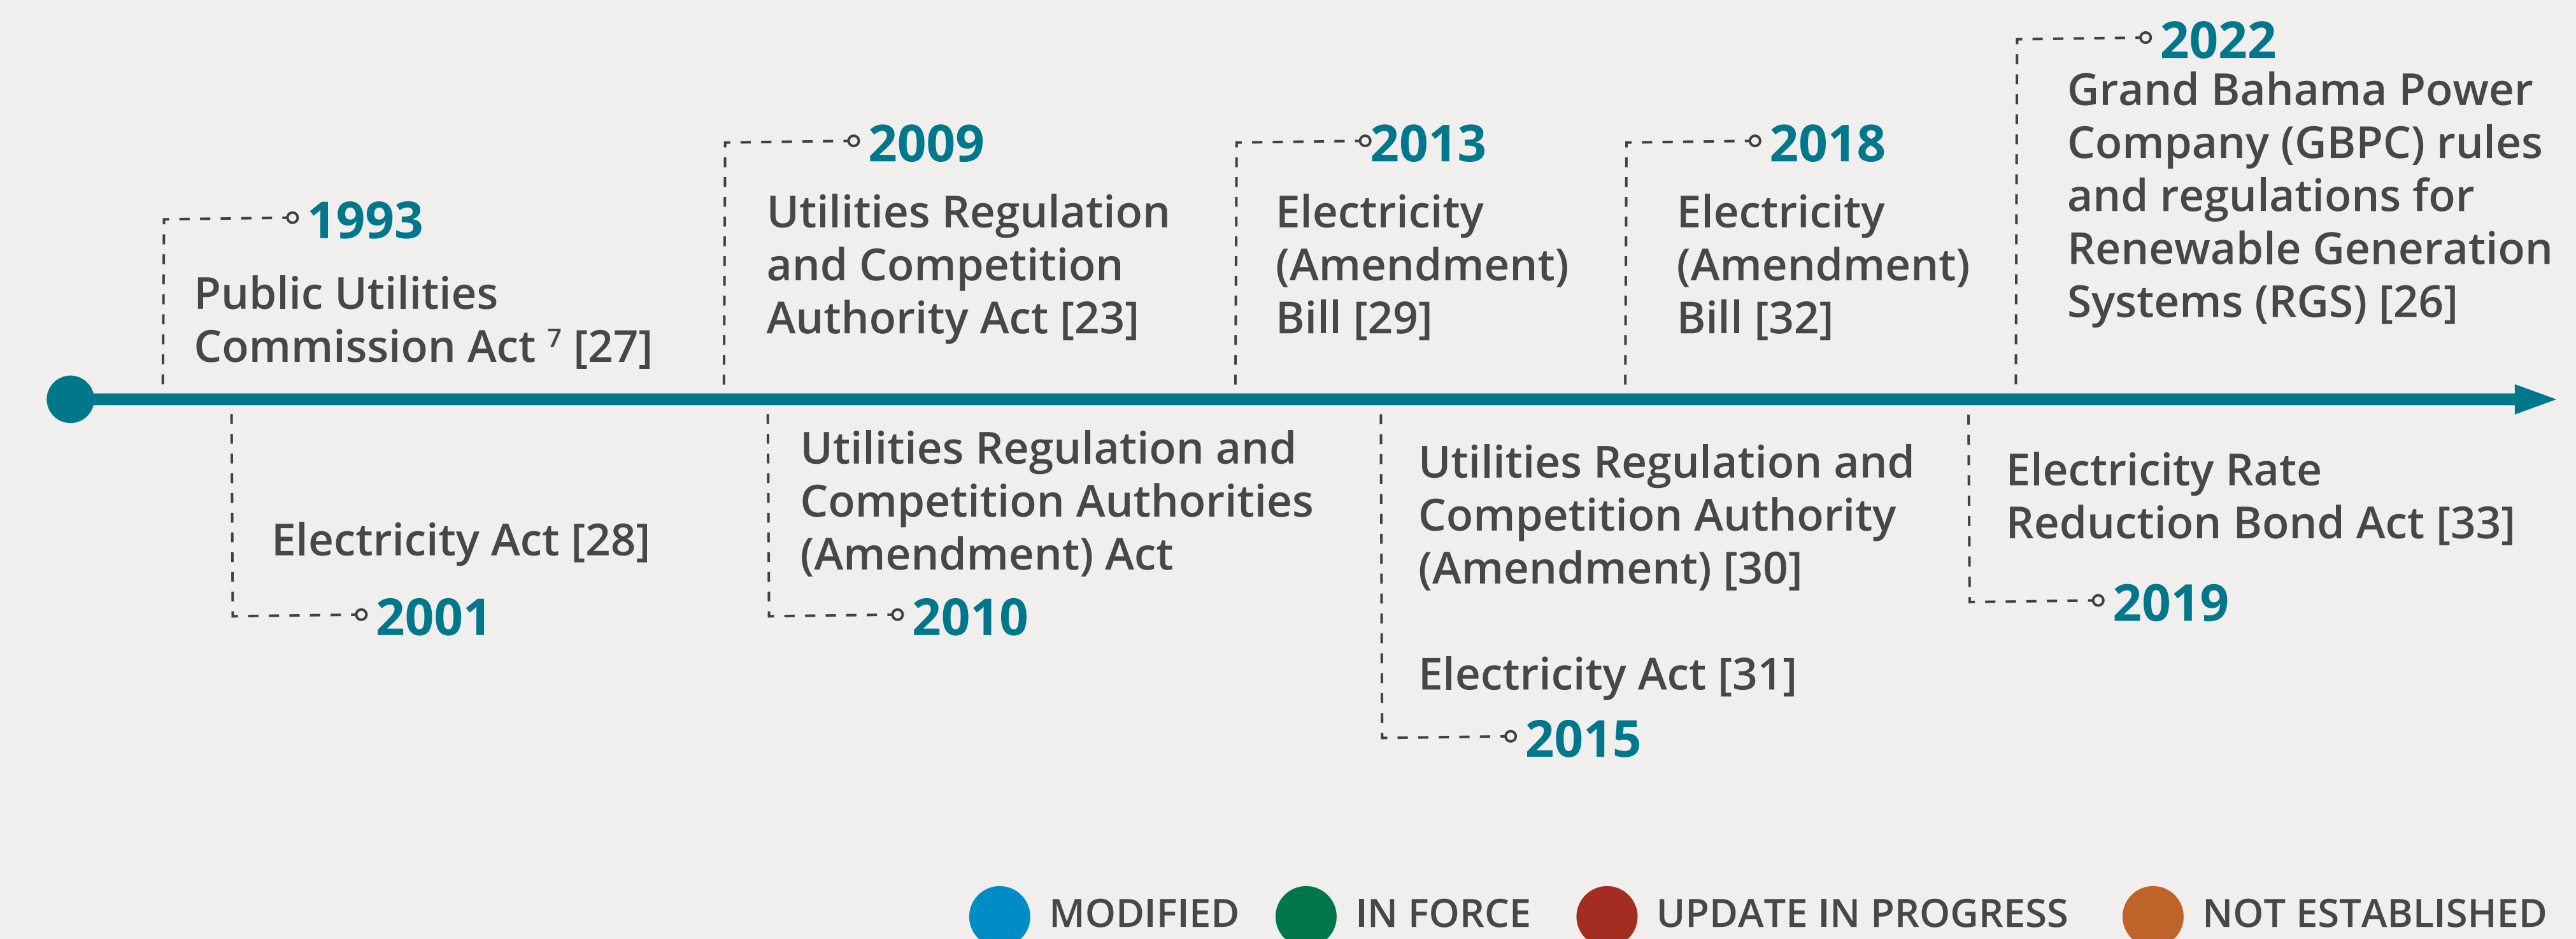 1993
Public Utilities
Commission Act ⁷ [27]
2009
Utilities Regulation
and Competition
Authority Act [23]
2013
Electricity
(Amendment)
Bill [29]
2018
Electricity
(Amendment)
Bill [32]
2022
Grand Bahama Power
Company (GBPC) rules
and regulations for
Renewable Generation
Systems (RGS) [26]
Electricity Act [28]
2001
Utilities Regulation and
Competition Authorities
(Amendment) Act
2010
Utilities Regulation and
Competition Authority
(Amendment) [30]
Electricity Act [31]
2015
Electricity Rate
Reduction Bond Act [33]
2019
MODIFIED
IN FORCE
UPDATE IN PROGRESS
NOT ESTABLISHED